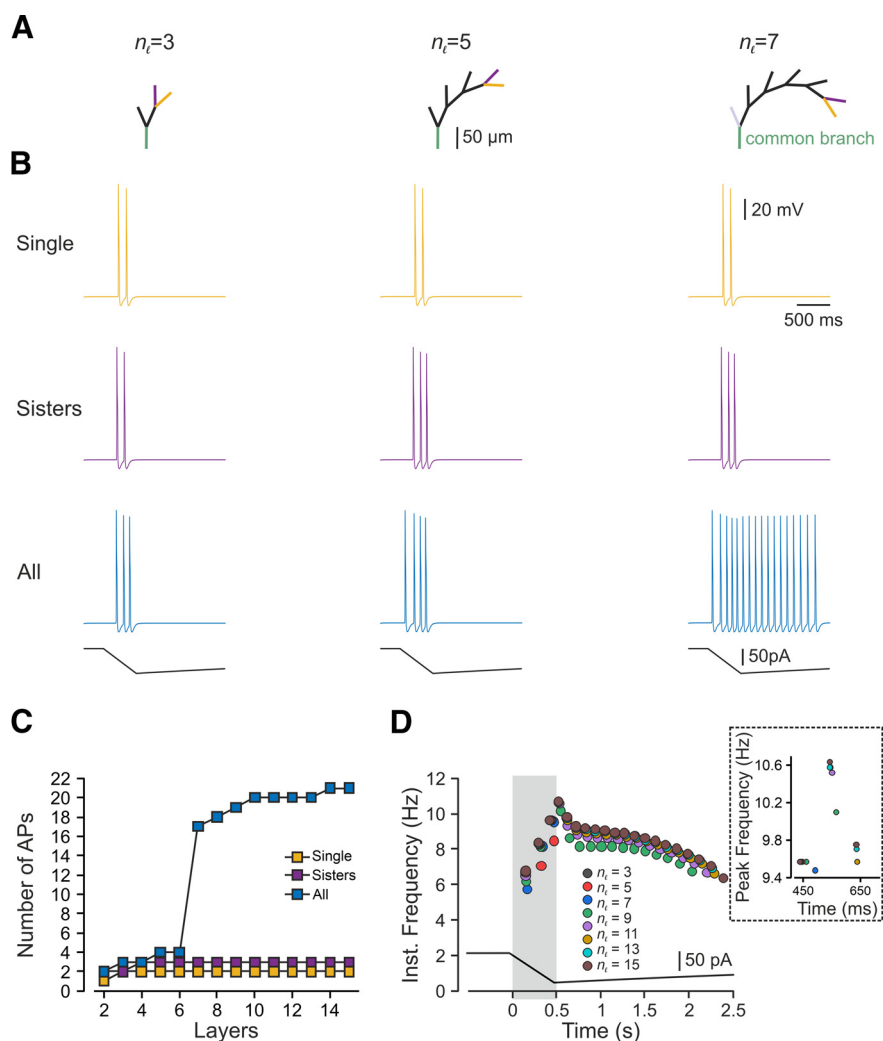 A
nℓ=3
nℓ=5
nℓ=7
50 µm
common branch
B
Single
20 mV
500 ms
Sisters
All
50pA
C
Number of APs
22
20
18
16
14
12
10
8
6
4
2
0
2 4 6 8 10 12 14
Layers
Single
Sisters
All
D
Inst. Frequency (Hz)
12
10
8
6
4
2
0
0 0.5 1 1.5 2 2.5
Time (s)
nℓ = 3
nℓ = 5
nℓ = 7
nℓ = 9
nℓ = 11
nℓ = 13
nℓ = 15
50 pA
Peak Frequency (Hz)
10.6
10.2
9.8
9.4
450 650
Time (ms)